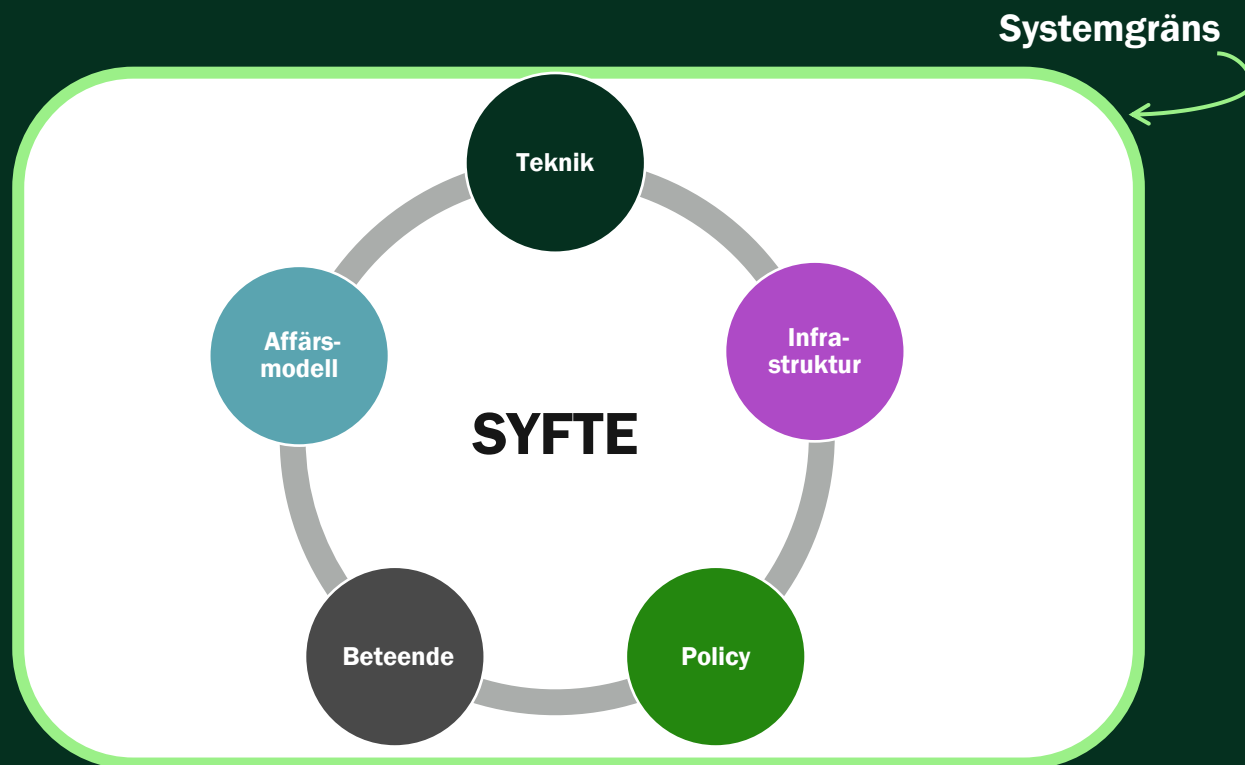 Systemgräns
Teknik
Affärs-
modell
Infra-
struktur
SYFTE
Beteende
Policy